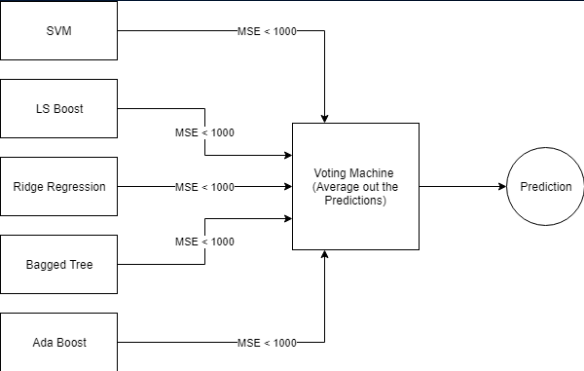 SVM
MSE < 1000
LS Boost
MSE < 1000
Ridge Regression
MSE < 1000
Voting Machine
(Average out the
Predictions)
Prediction
MSE < 1000
Bagged Tree
Ada Boost
MSE < 1000